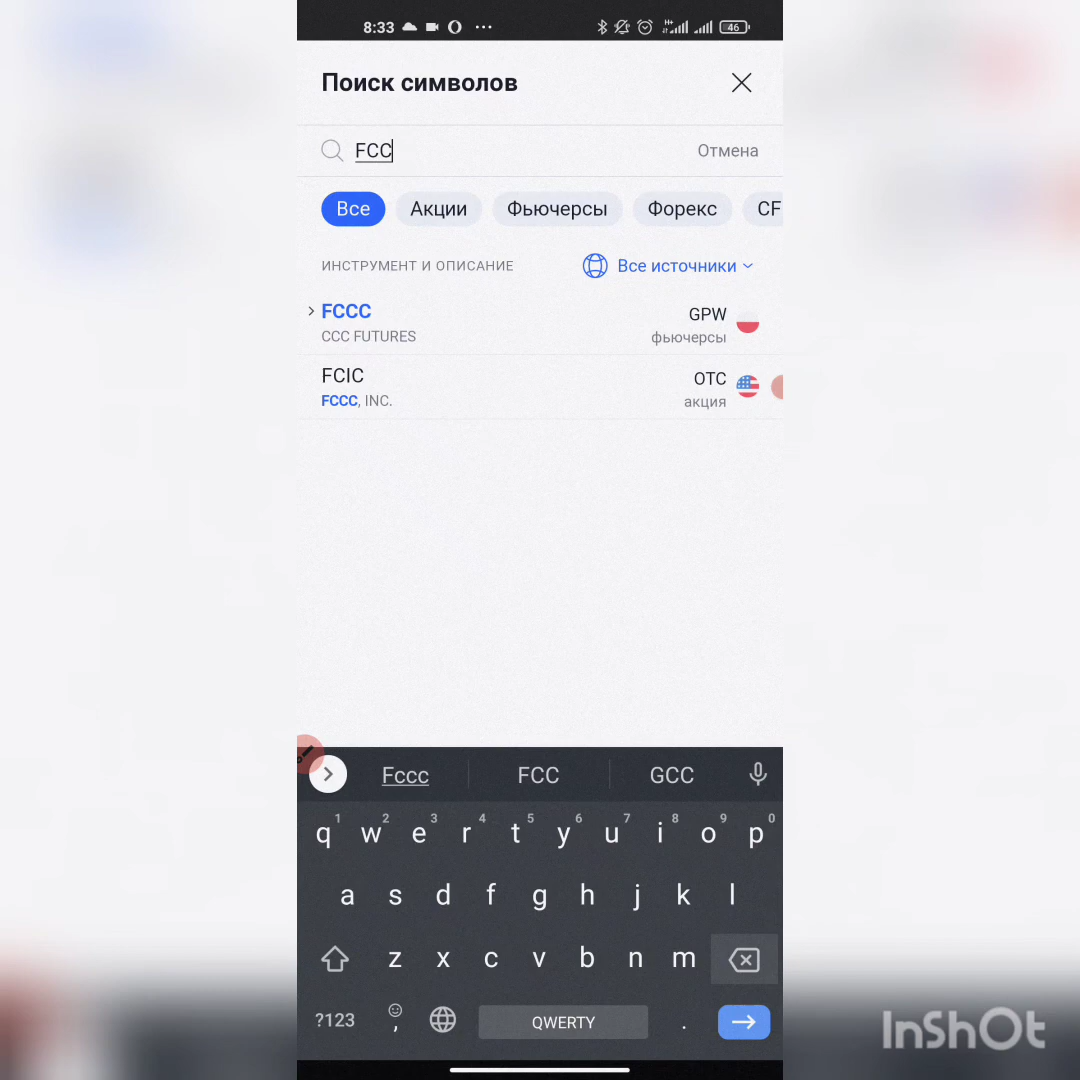 8:33
46
Поиск символов
FCC
Отмена
Все
Акции
Фьючерсы
Форекс
CF
ИНСТРУМЕНТ И ОПИСАНИЕ
Все источники
FCCC
GPW
CCC FUTURES
фьючерсы
FCIC
OTC
FCCC, INC.
акция
Fccc
FCC
GCC
1 2 3 4 5 6 7 8 9 0
q w e r t y u i o p
a s d f g h j k l
z x c v b n m
?123 , QWERTY .
InShOt